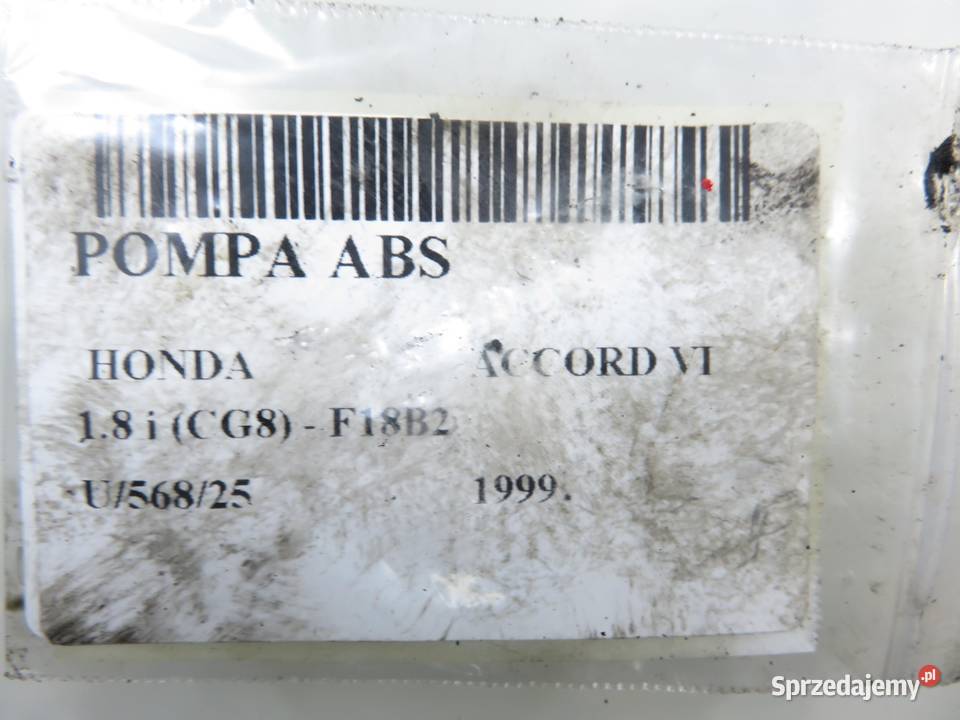 POMPA ABS
HONDA ACCORD VI
1.8 i (CG8) - F18B2
U/568/25 1999.
Sprzedajemy.pl